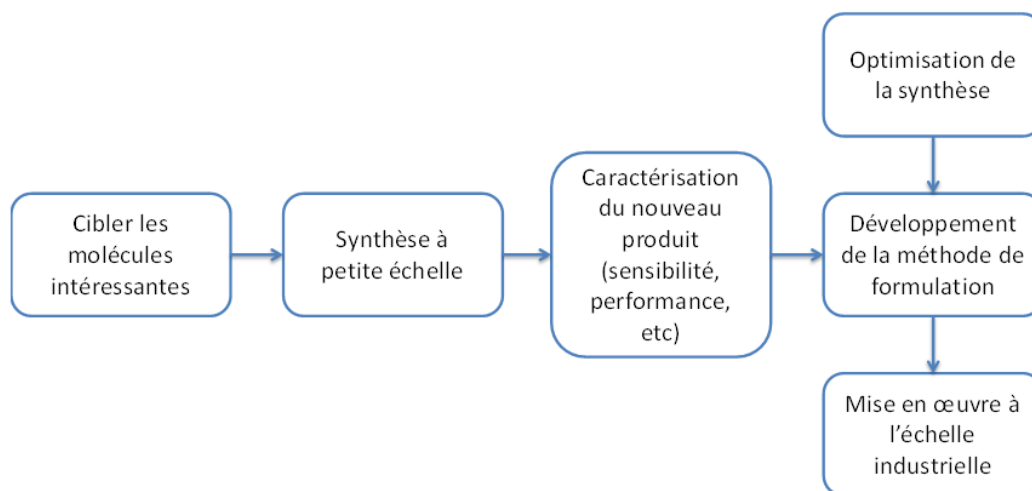 Cibler les
molécules
intéressantes
Synthèse à
petite échelle
Caractérisation
du nouveau
produit
(sensibilité,
performance,
etc)
Optimisation de
la synthèse
Développement
de la méthode de
formulation
Mise en œuvre à
l'échelle
industrielle